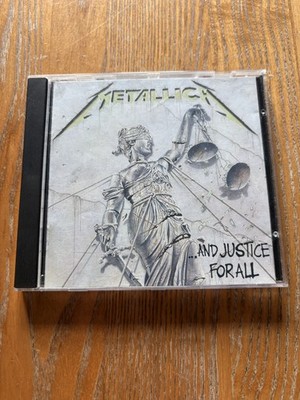 METALLICA
...AND JUSTICE
FOR ALL